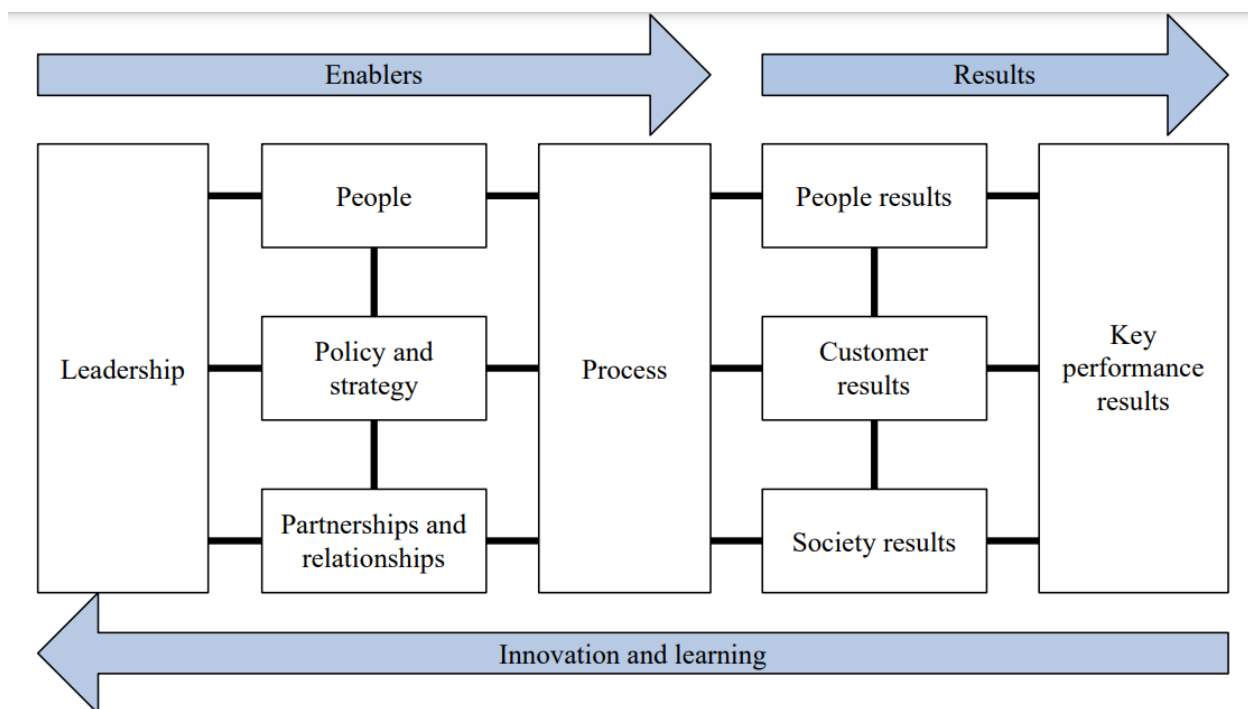 Enablers
Results
Leadership
People
Policy and
strategy
Partnerships and
relationships
Process
People results
Customer
results
Society results
Key
performance
results
Innovation and learning